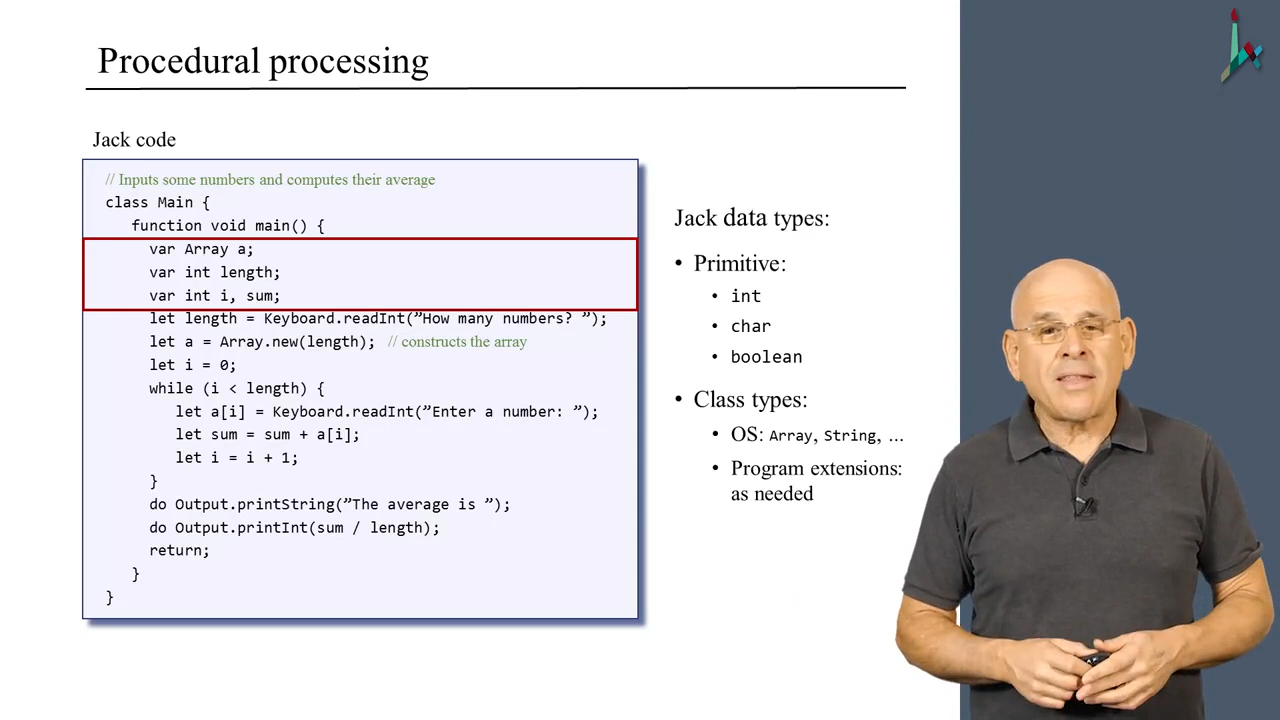 Procedural processing
Jack code
// Inputs some numbers and computes their average
class Main {
function void main() {
var Array a;
var int length;
var int i, sum;
let length = Keyboard.readInt(”How many numbers? ”);
let a = Array.new(length); // constructs the array
let i = 0;
while (i < length) {
let a[i] = Keyboard.readInt(”Enter a number: ”);
let sum = sum + a[i];
let i = i + 1;
}
do Output.printString(”The average is ”);
do Output.printInt(sum / length);
return;
}
}
Jack data types:
• Primitive:
• int
• char
• boolean
• Class types:
• OS: Array, String, ...
• Program extensions:
as needed